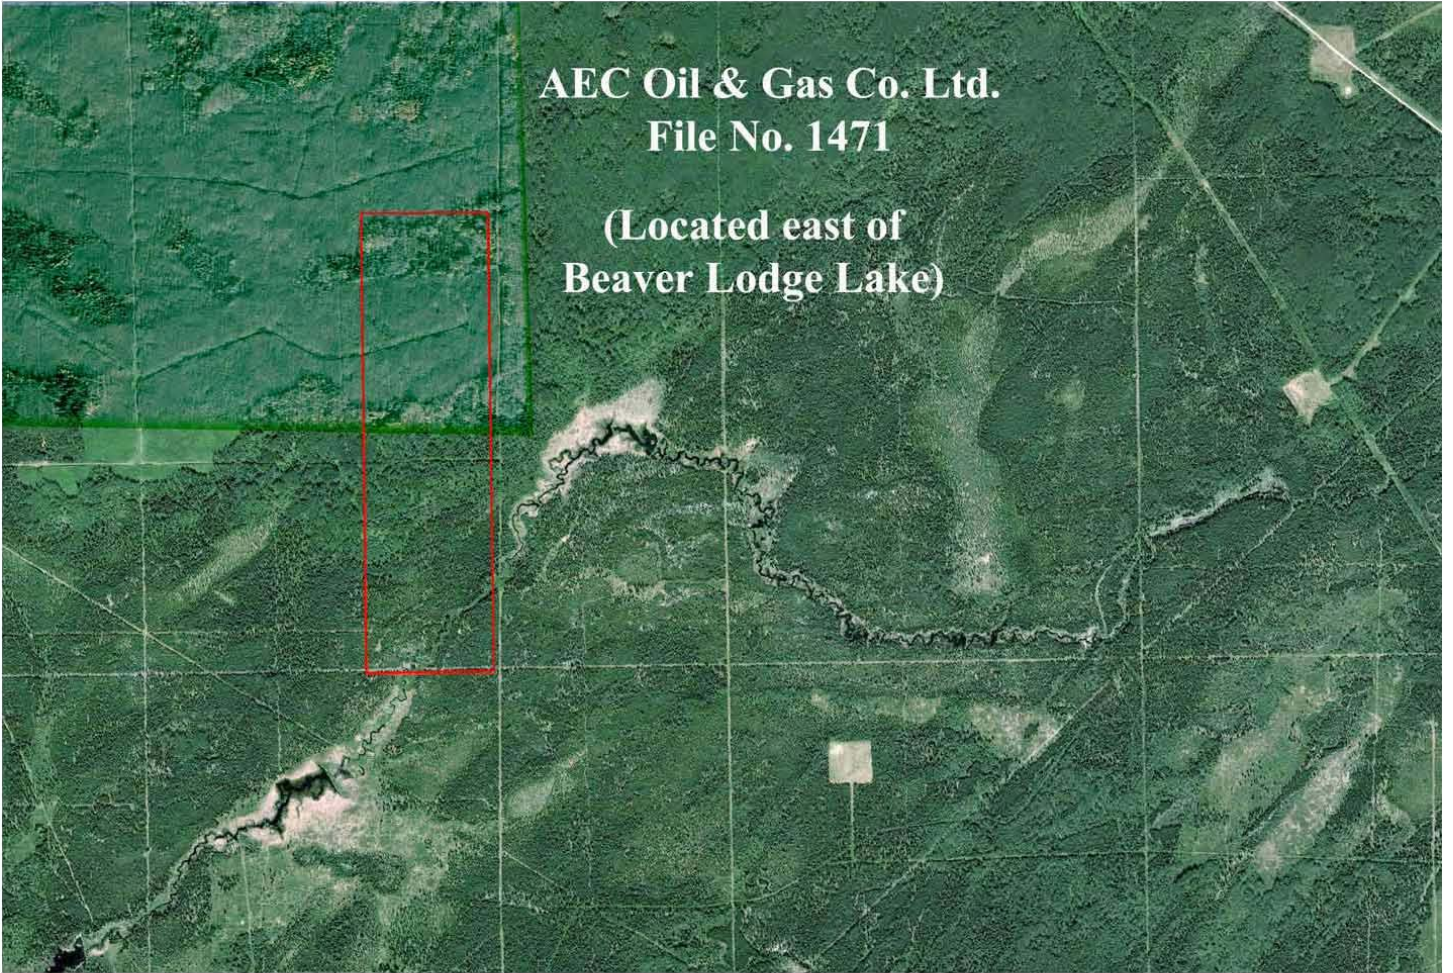 AEC Oil & Gas Co. Ltd.
File No. 1471
(Located east of
Beaver Lodge Lake)